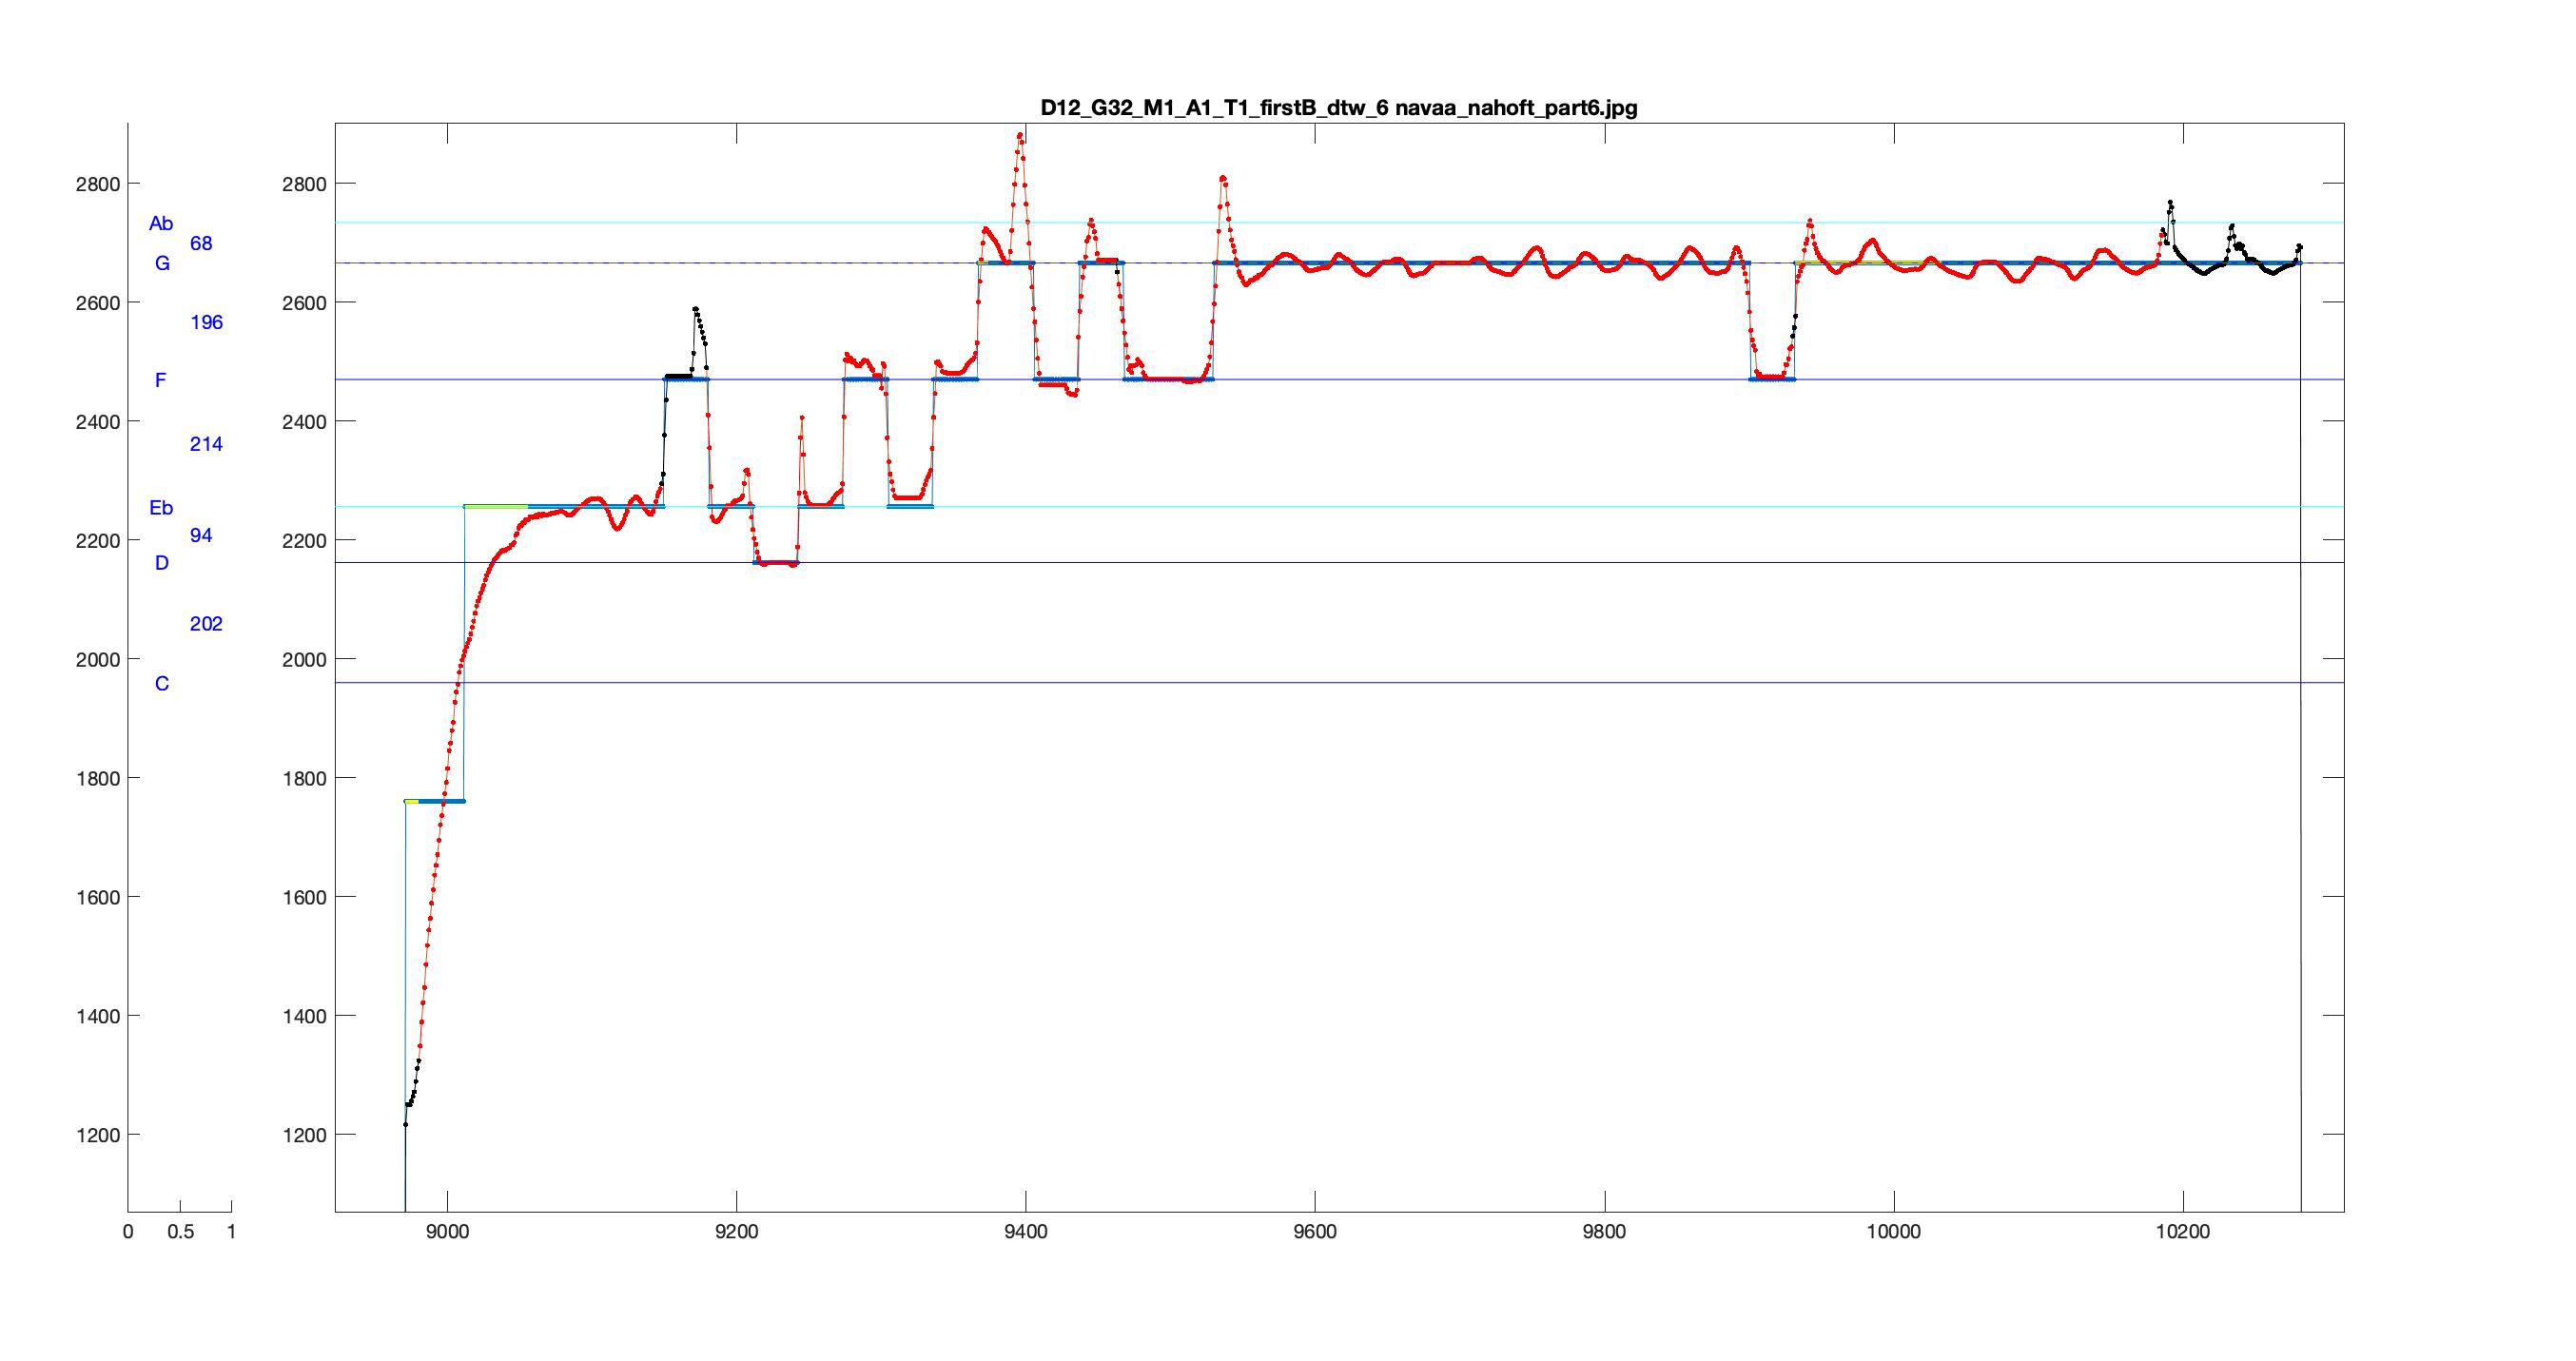 D12_G32_M1_A1_T1_firstB_dtw_6 navaa_nahoft_part6.jpg
2800 2800
Ab
68
G
2600 2600
196
F
2400 2400
214
Eb
94
2200 2200
D
202
2000 2000
C
1800 1800
1600 1600
1400 1400
1200 1200
0 0.5 1 9000 9200 9400 9600 9800 10000 10200